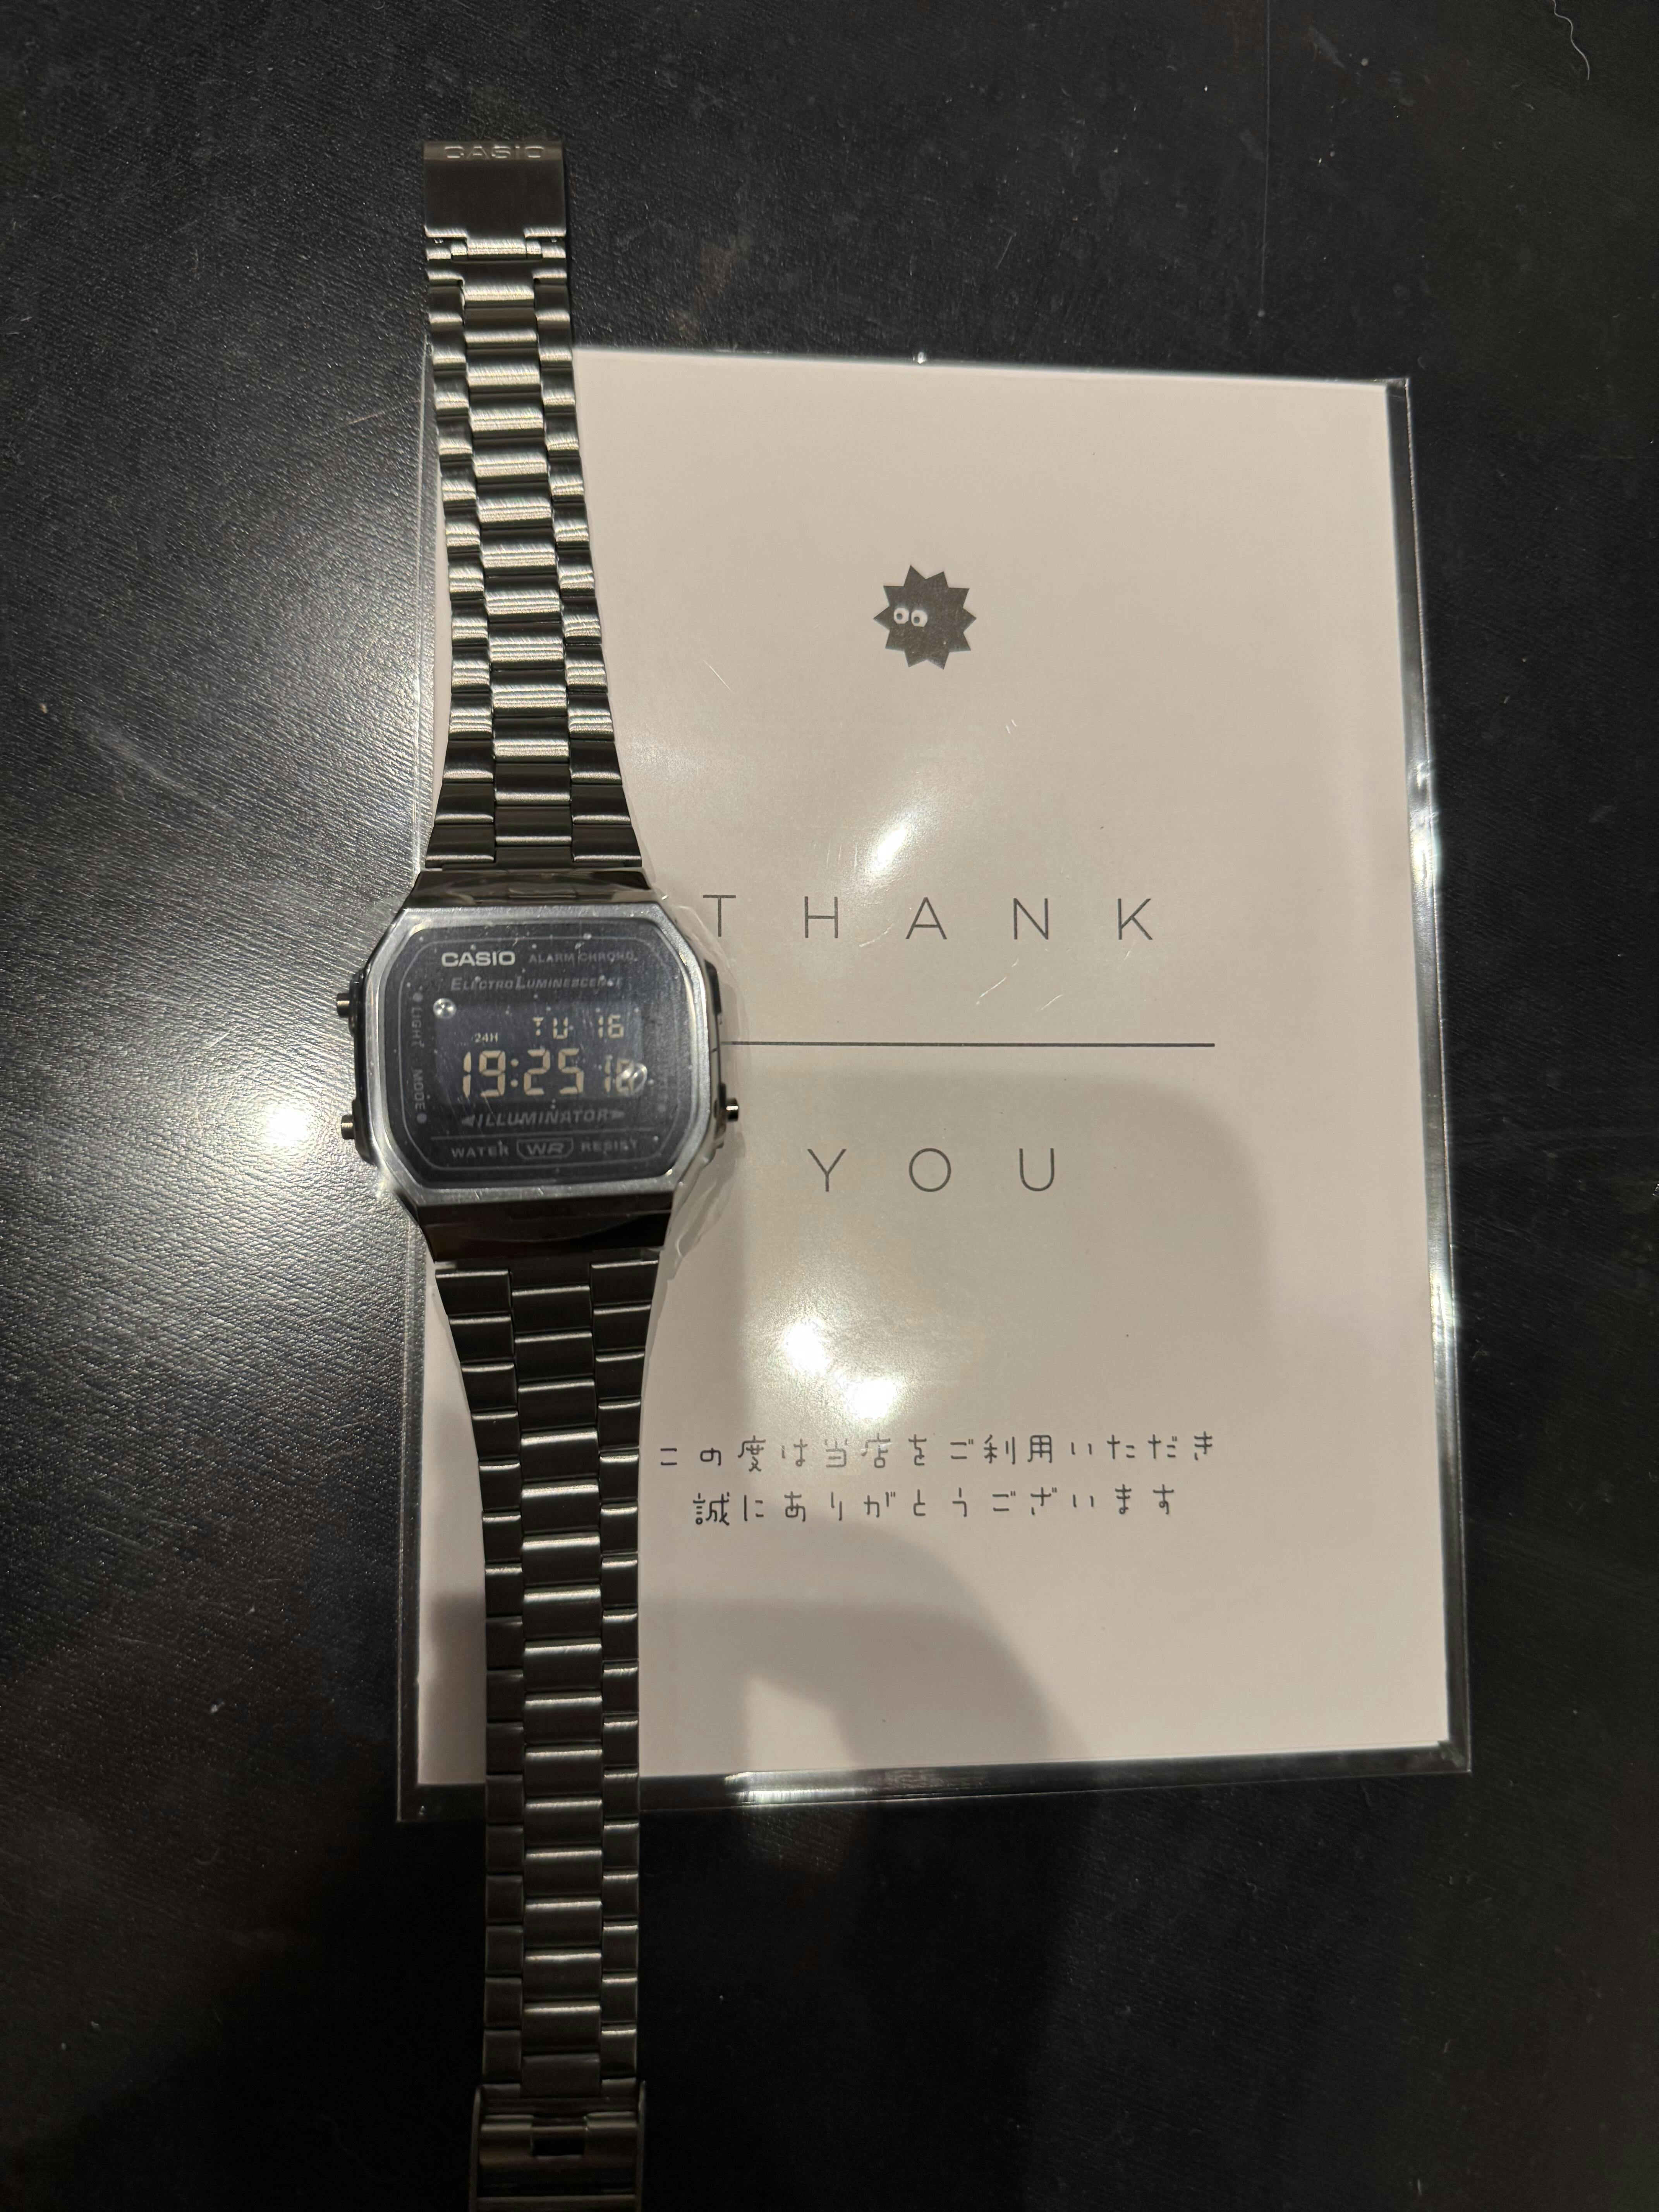 CASIO
CASIO ALARM CHRONO
ELECTRO LUMINESCENCE
LIGHT
MODE
TU 16
24H
19:25
ILLUMINATOR
WATER WR RESIST
THANK
YOU
この度は当店をご利用いただき
誠にありがとうございます